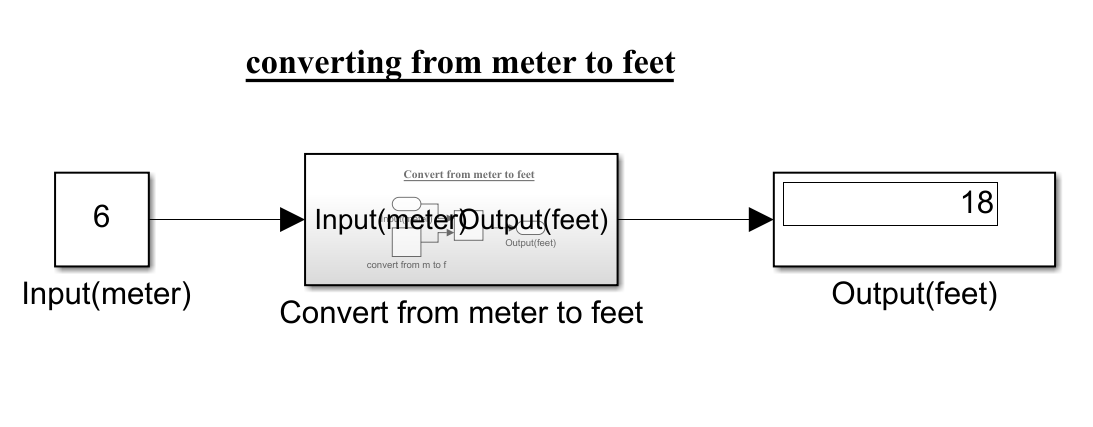 converting from meter to feet
6
Input(meter)
Convert from meter to feet
Input(meter)
Output(feet)
Output(feet)
convert from m to f
Convert from meter to feet
18
Output(feet)